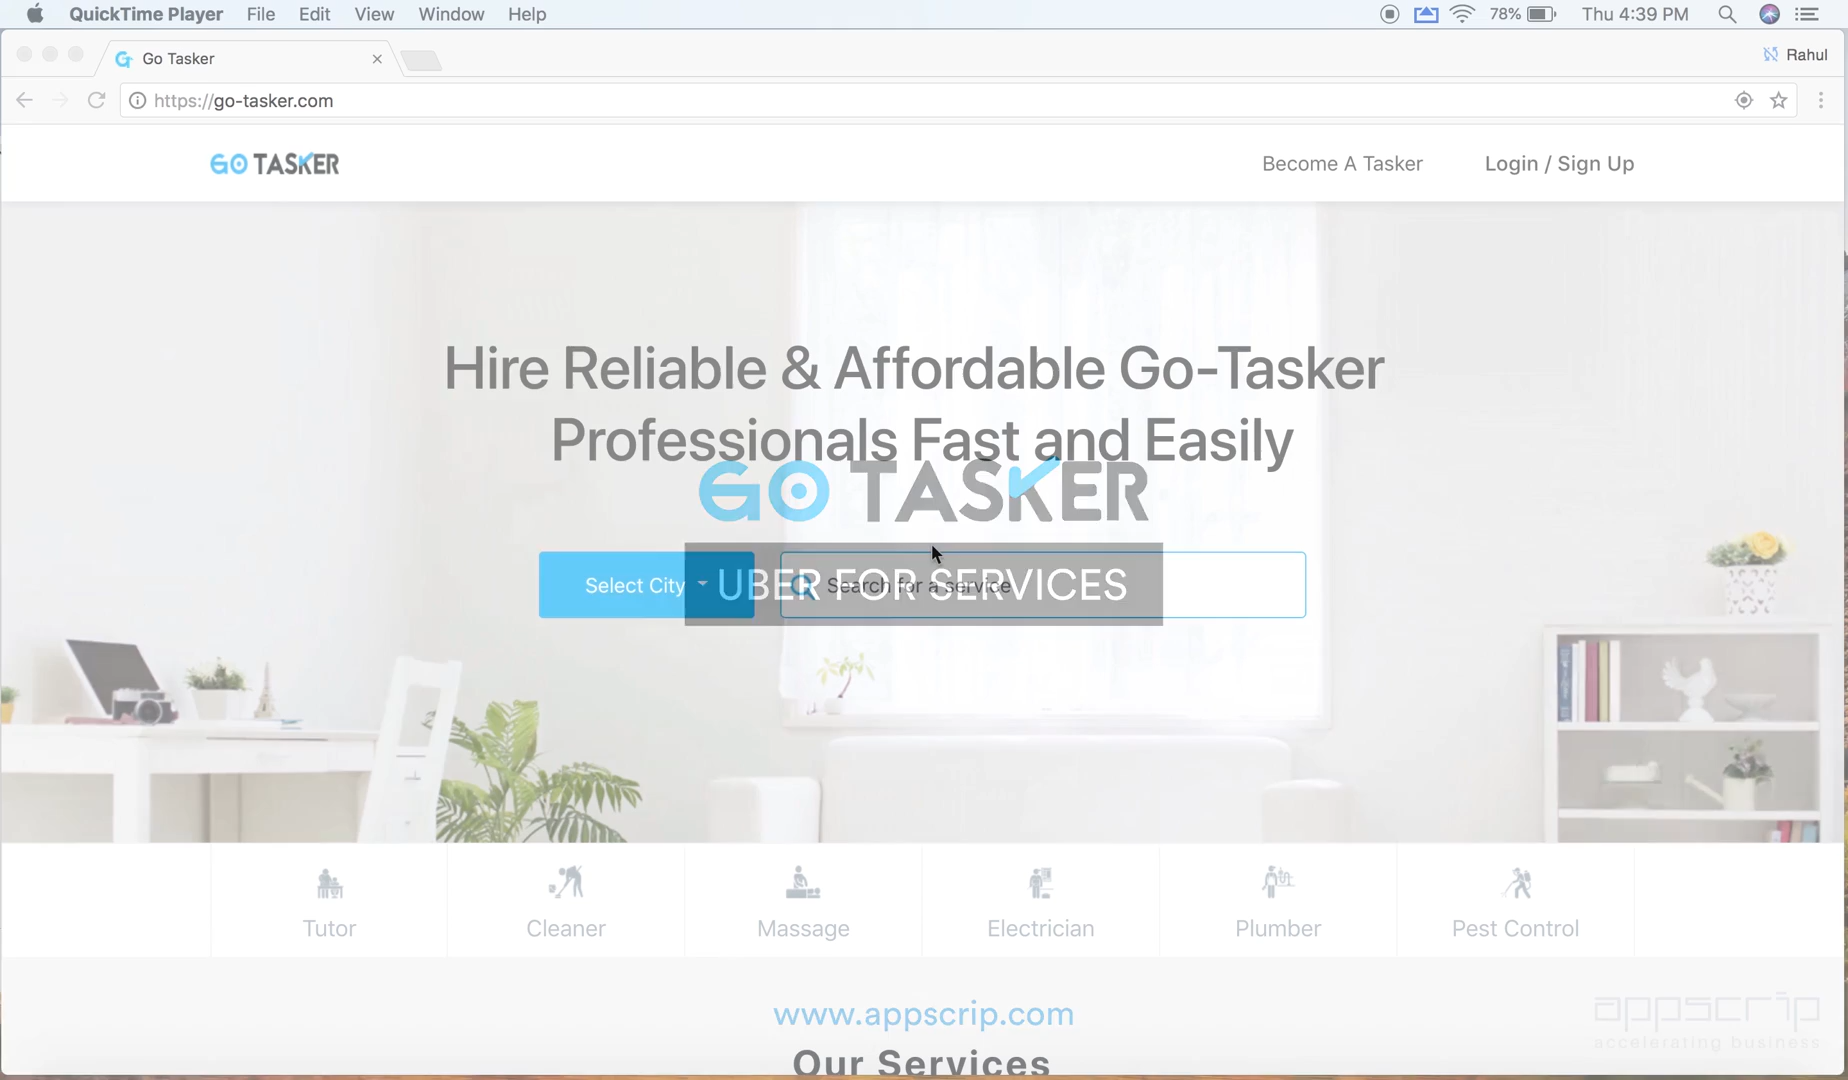 QuickTime Player File Edit View Window Help 78% Thu 4:39 PM
Go Tasker
Rahul
https://go-tasker.com
GO TASKER
Become A Tasker
Login / Sign Up
Hire Reliable & Affordable Go-Tasker
Professionals Fast and Easily
GO TASKER
Select City
Search for a service
UBER FOR SERVICES
Tutor
Cleaner
Massage
Electrician
Plumber
Pest Control
www.appscrip.com
appscrip
accelerating business
Our Services